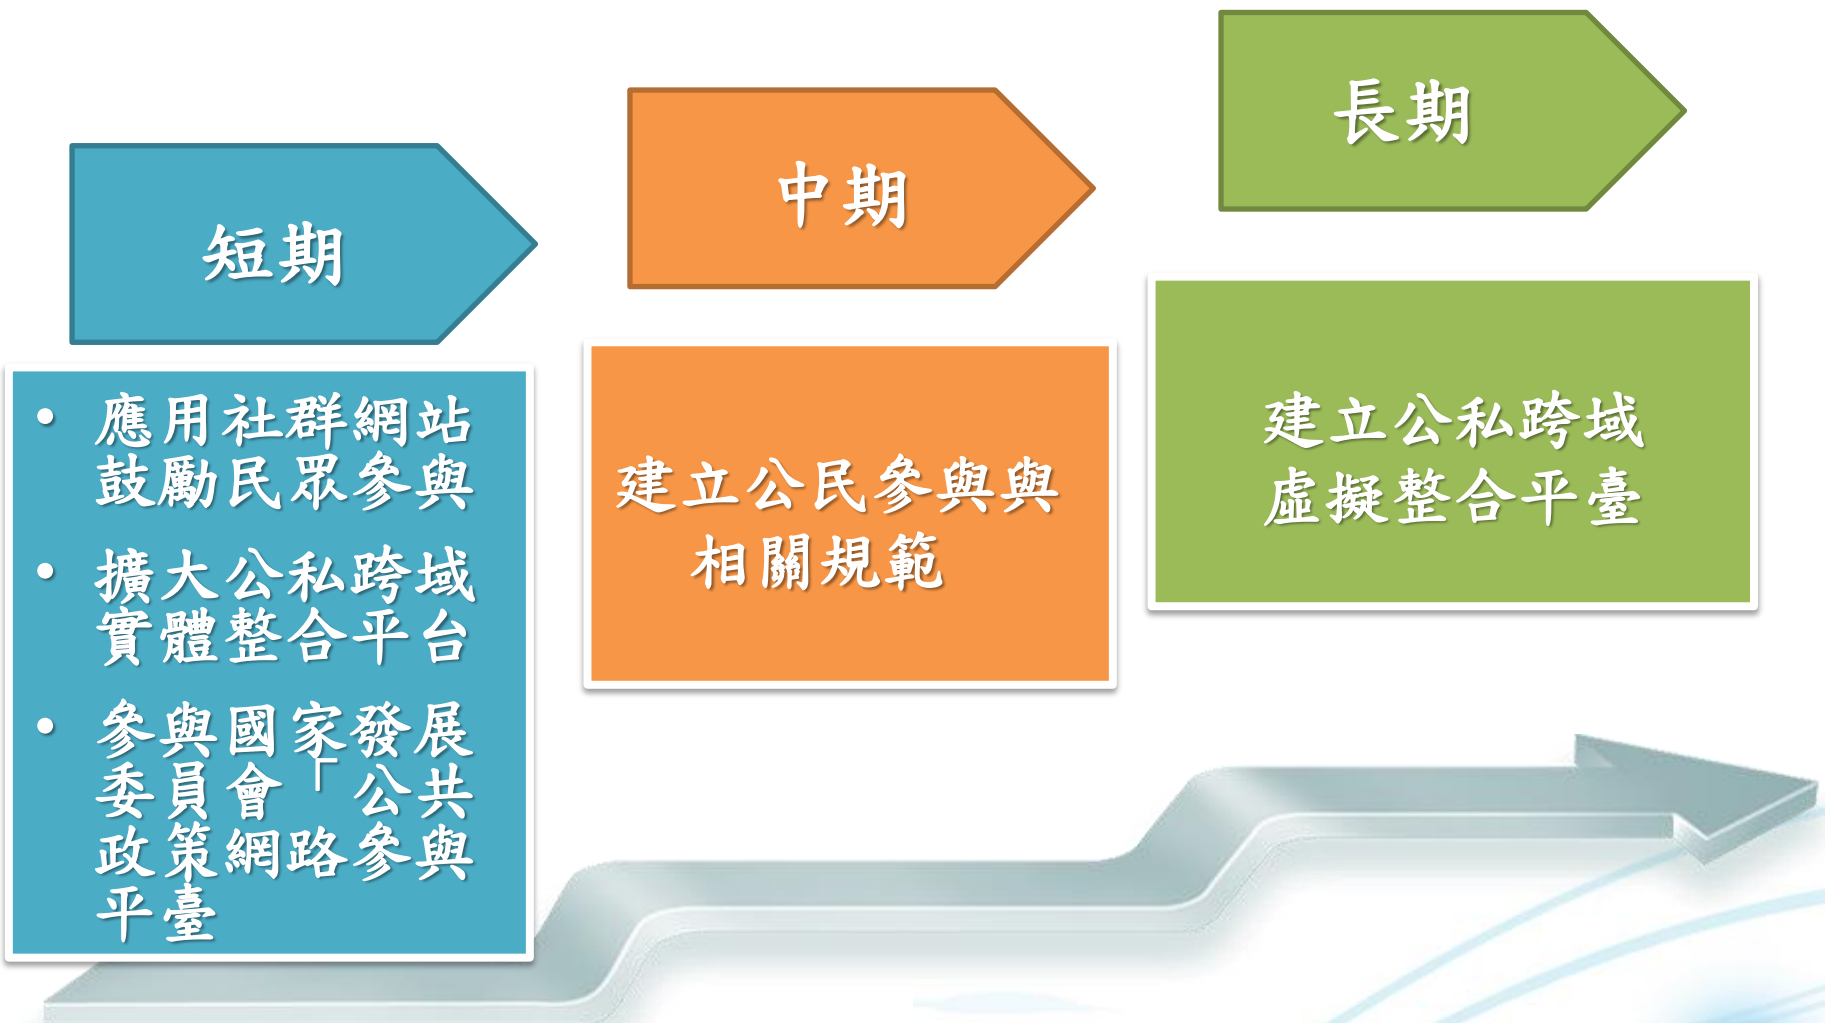 短期
• 應用社群網站
鼓勵民眾參與
• 擴大公私跨域
實體整合平台
• 參與國家發展
委員會「公共
政策網路參與
平臺
中期
建立公民參與與
相關規範
長期
建立公私跨域
虛擬整合平臺